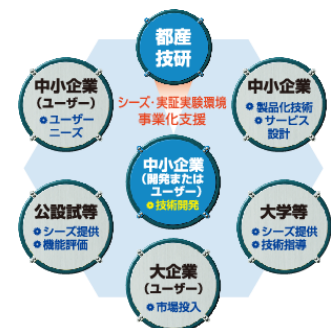 都産
技研
シーズ・実証実験環境
事業化支援
中小企業
(ユーザー)
ユーザー
ニーズ
中小企業
製品化技術
サービス
設計
中小企業
(開発または
ユーザー)
技術開発
公設試等
シーズ提供
機能評価
大学等
シーズ提供
技術指導
大企業
(ユーザー)
市場投入